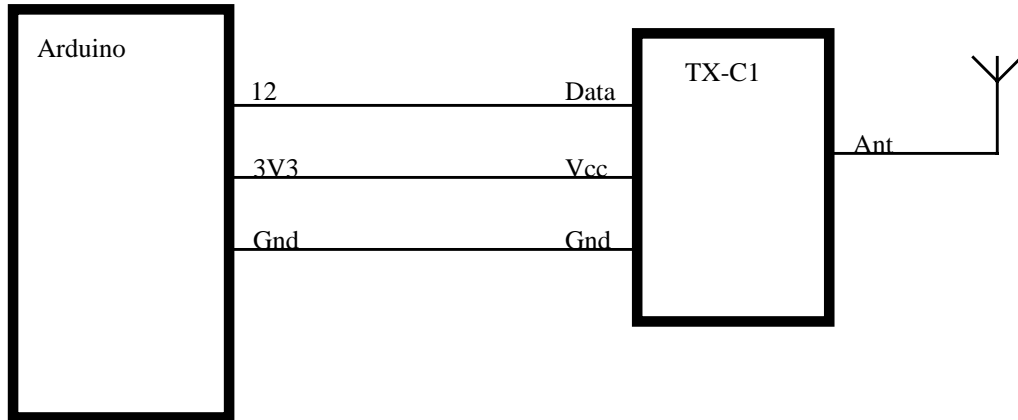 Arduino
TX-C1
12 Data
Ant
3V3 Vcc
Gnd Gnd